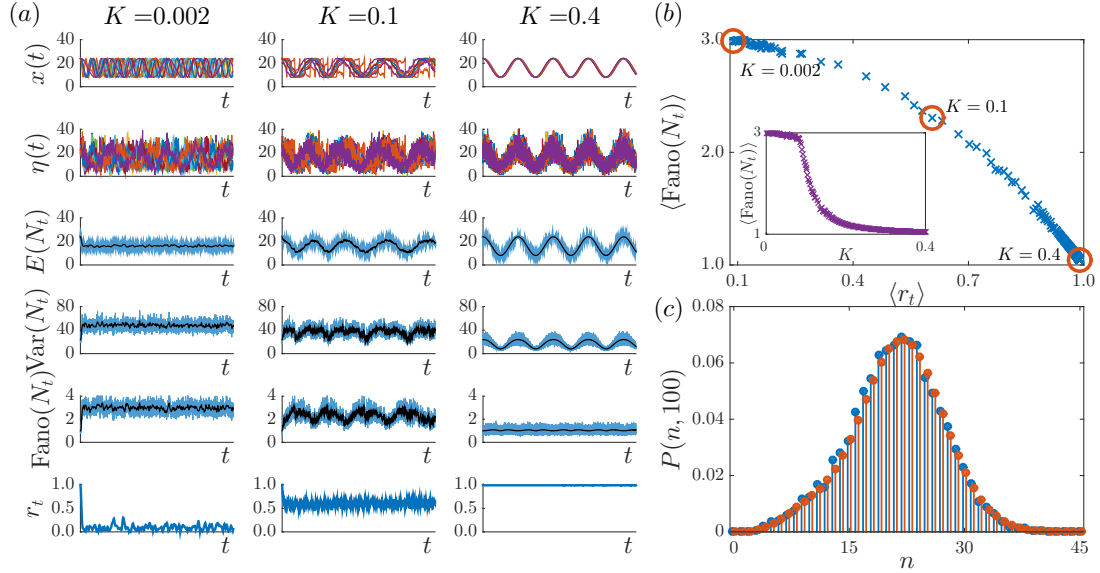 (a)
K =0.002 K =0.1 K =0.4
x(t)
40
20
0
t
40
20
0
t
40
20
0
t
η(t)
40
20
0
t
40
20
0
t
40
20
0
t
E(N_t)
40
20
0
t
40
20
0
t
40
20
0
t
Var(N_t)
80
40
0
t
80
40
0
t
80
40
0
t
Fano(N_t)
4
2
0
t
4
2
0
t
4
2
0
t
r_t
1.0
0.5
0.0
t
1.0
0.5
0.0
t
1.0
0.5
0.0
t
(b)
⟨Fano(N_t)⟩
3.0
2.0
1.0
K = 0.002
K = 0.1
K = 0.4
⟨Fano(N_t)⟩
3
1
0 K 0.4
0.1 0.4 0.7 1.0
⟨r_t⟩
(c)
P(n, 100)
0.08
0.06
0.04
0.02
0
0 15 30 45
n